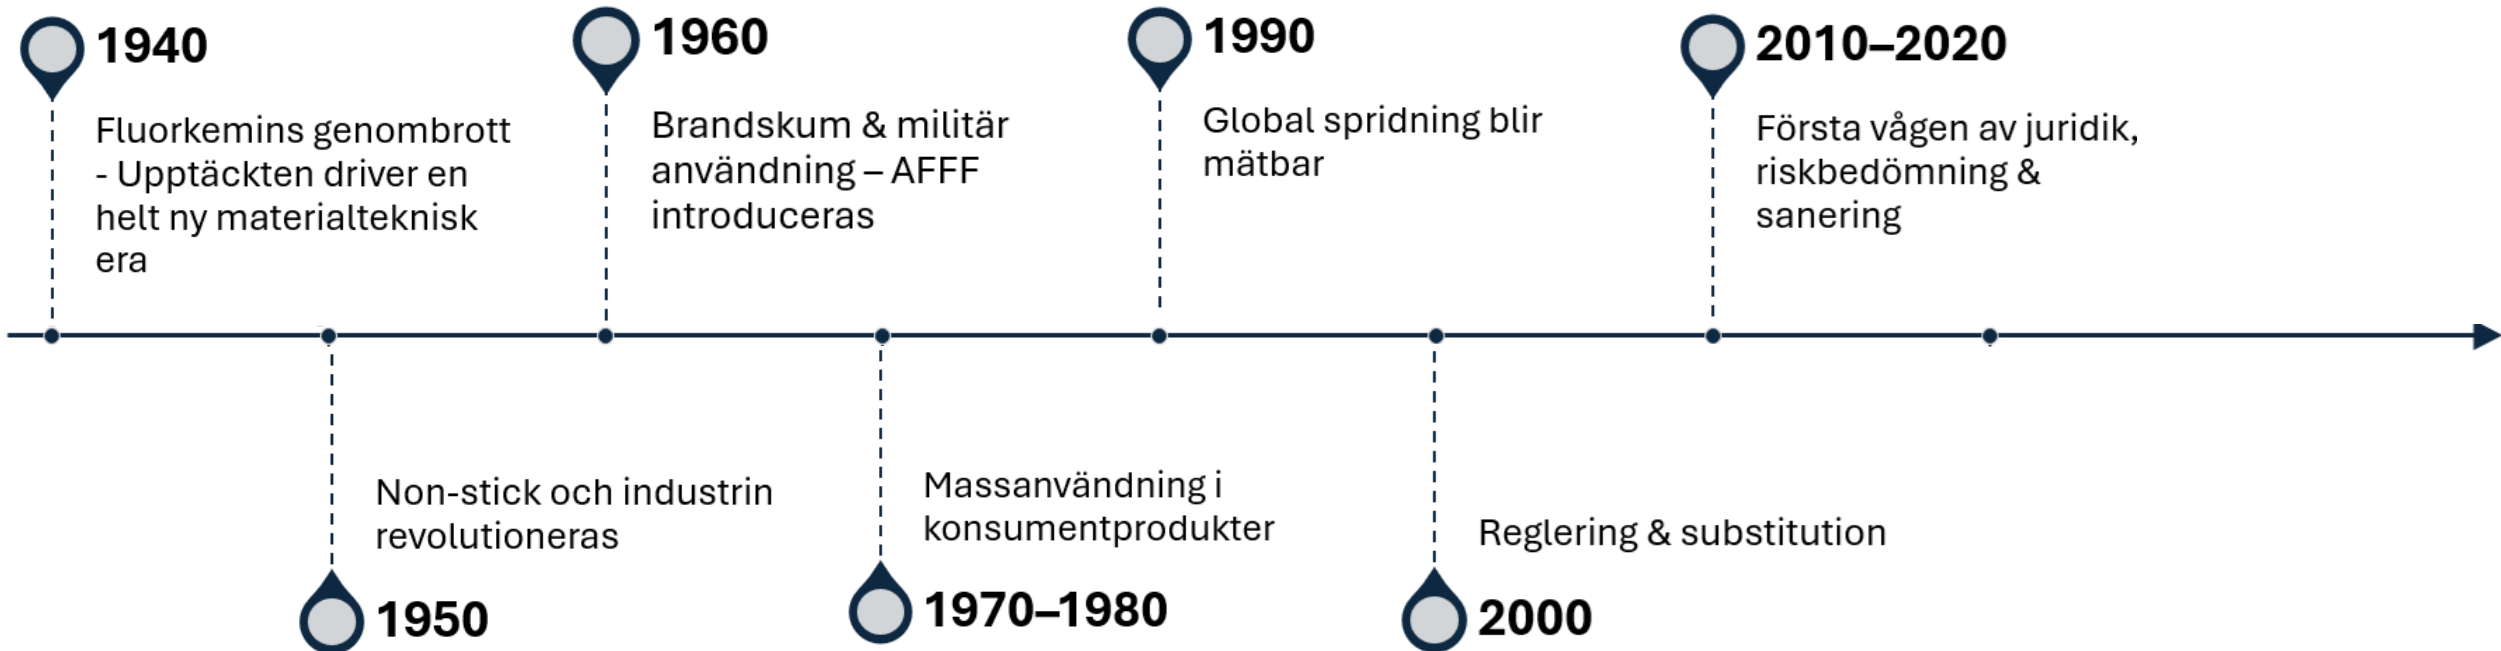 1940
Fluorkemins genombrott
- Upptäckten driver en
helt ny materialteknisk
era
1960
Brandskum & militär
användning – AFFF
introduceras
1990
Global spridning blir
mätbar
2010–2020
Första vågen av juridik,
riskbedömning &
sanering
Non-stick och industrin
revolutioneras
1950
Massanvändning i
konsumentprodukter
1970–1980
Reglering & substitution
2000